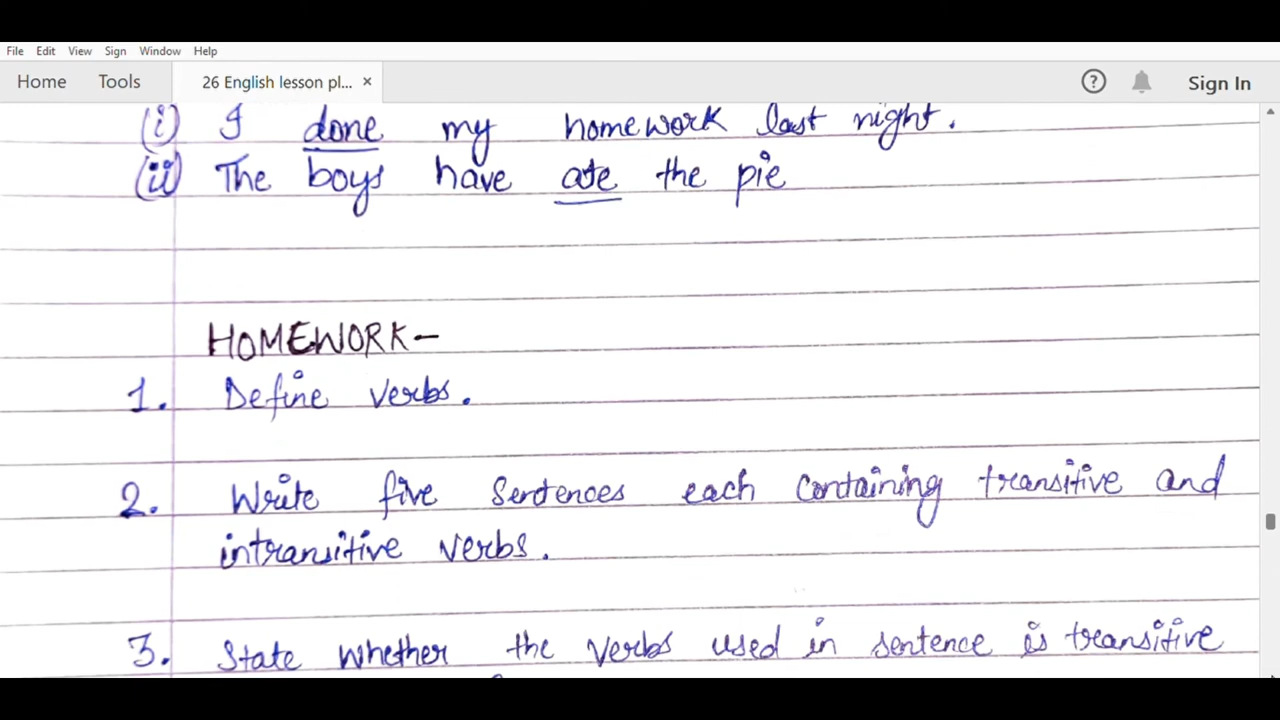 File Edit View Sign Window Help
Home Tools 26 English lesson pl... × ? Sign In
(i) I done my homework last night.
(ii) The boys have ate the pie
HOMEWORK-
1. Define verbs.
2. Write five sentences each containing transitive and
intransitive verbs.
3. State whether the verbs used in sentence is transitive